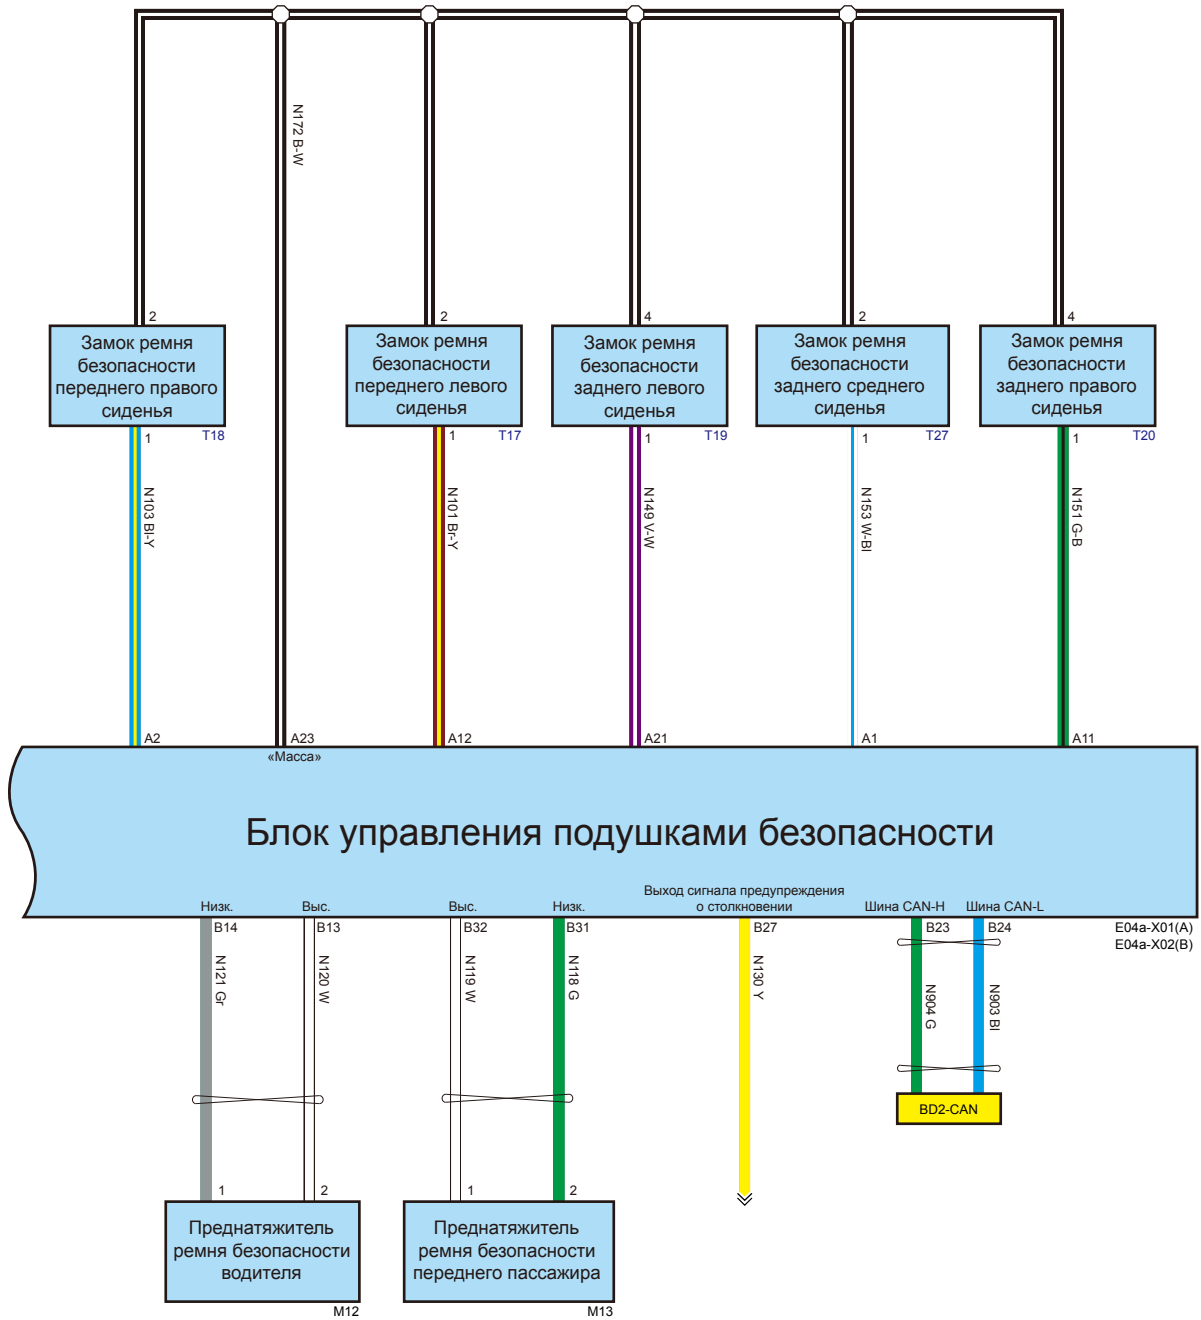 N172 B-W
2
2
4
2
4
Замок ремня
безопасности
переднего правого
сиденья
Замок ремня
безопасности
переднего левого
сиденья
Замок ремня
безопасности
заднего левого
сиденья
Замок ремня
безопасности
заднего среднего
сиденья
Замок ремня
безопасности
заднего правого
сиденья
1
T18
1
T17
1
T19
1
T27
1
T20
N103 Bl-Y
N101 Br-Y
N149 V-W
N153 W-Bl
N151 G-B
A2
A23
A12
A21
A1
A11
«Масса»
Блок управления подушками безопасности
Низк.
Выс.
Выс.
Низк.
Выход сигнала предупреждения
о столкновении
Шина CAN-H
Шина CAN-L
B14
B13
B32
B31
B27
B23
B24
E04a-X01(A)
E04a-X02(B)
N121 Gr
N120 W
N119 W
N118 G
N130 Y
N904 G
N903 Bl
BD2-CAN
1
2
1
2
Преднатяжитель
ремня безопасности
водителя
Преднатяжитель
ремня безопасности
переднего пассажира
M12
M13